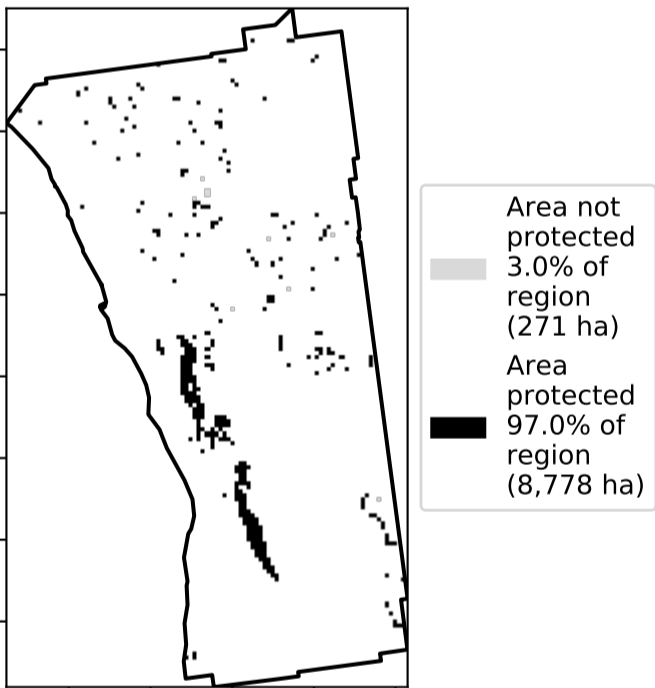 Area not
protected
3.0% of
region
(271 ha)
Area
protected
97.0% of
region
(8,778 ha)